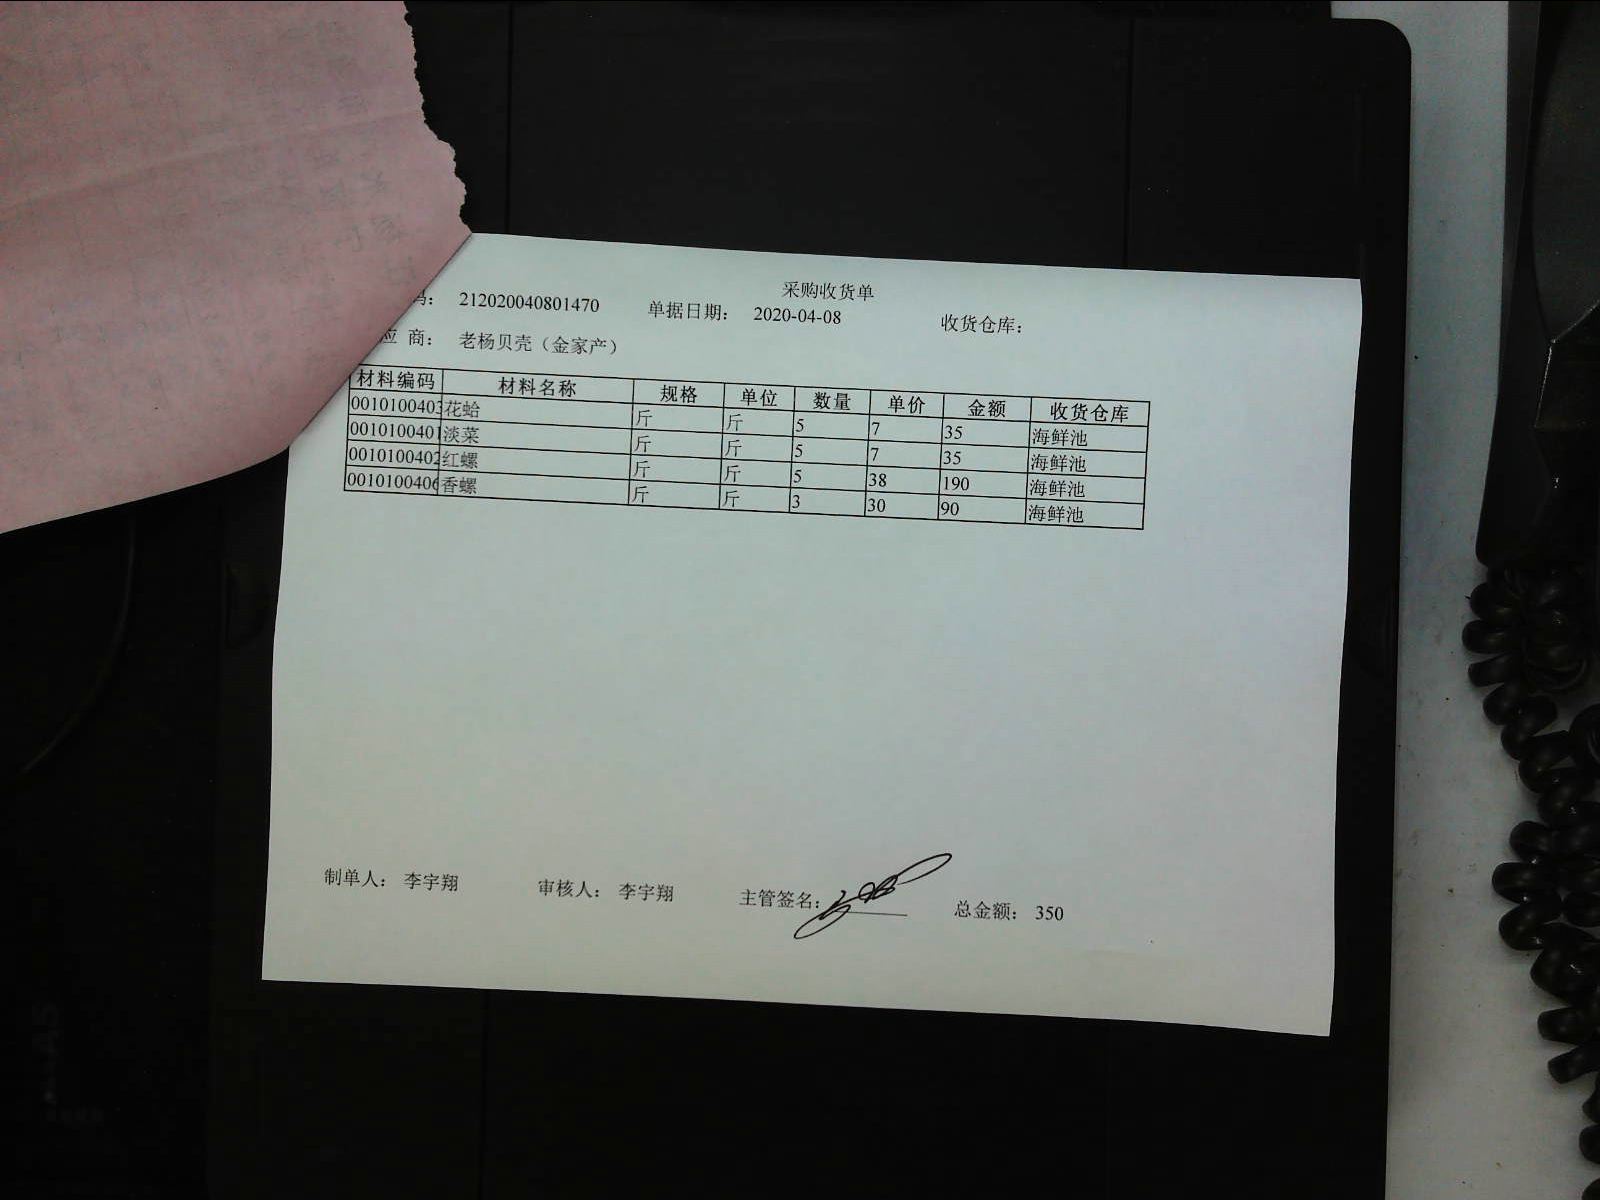 采购收货单
码： 212020040801470 单据日期： 2020-04-08 收货仓库：
应 商： 老杨贝壳（金家产）
材料编码 材料名称 规格 单位 数量 单价 金额 收货仓库
0010100403 花蛤 斤 斤 5 7 35 海鲜池
0010100401 淡菜 斤 斤 5 7 35 海鲜池
0010100402 红螺 斤 斤 5 38 190 海鲜池
0010100406 香螺 斤 斤 3 30 90 海鲜池
制单人： 李宇翔 审核人： 李宇翔 主管签名： 总金额： 350